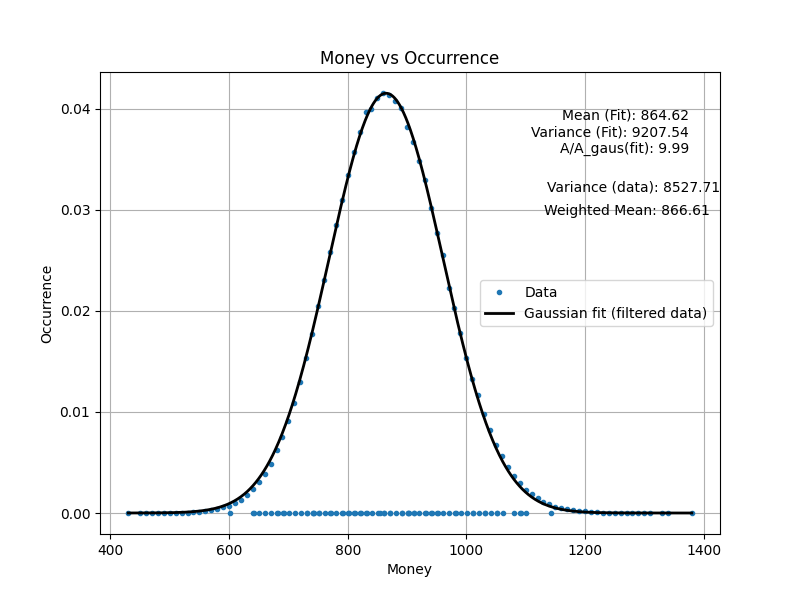 Money vs Occurrence
Mean (Fit): 864.62
Variance (Fit): 9207.54
A/A_gaus(fit): 9.99
Variance (data): 8527.71
Weighted Mean: 866.61
Data
Gaussian fit (filtered data)
Occurrence
0.04
0.03
0.02
0.01
0.00
400 600 800 1000 1200 1400
Money